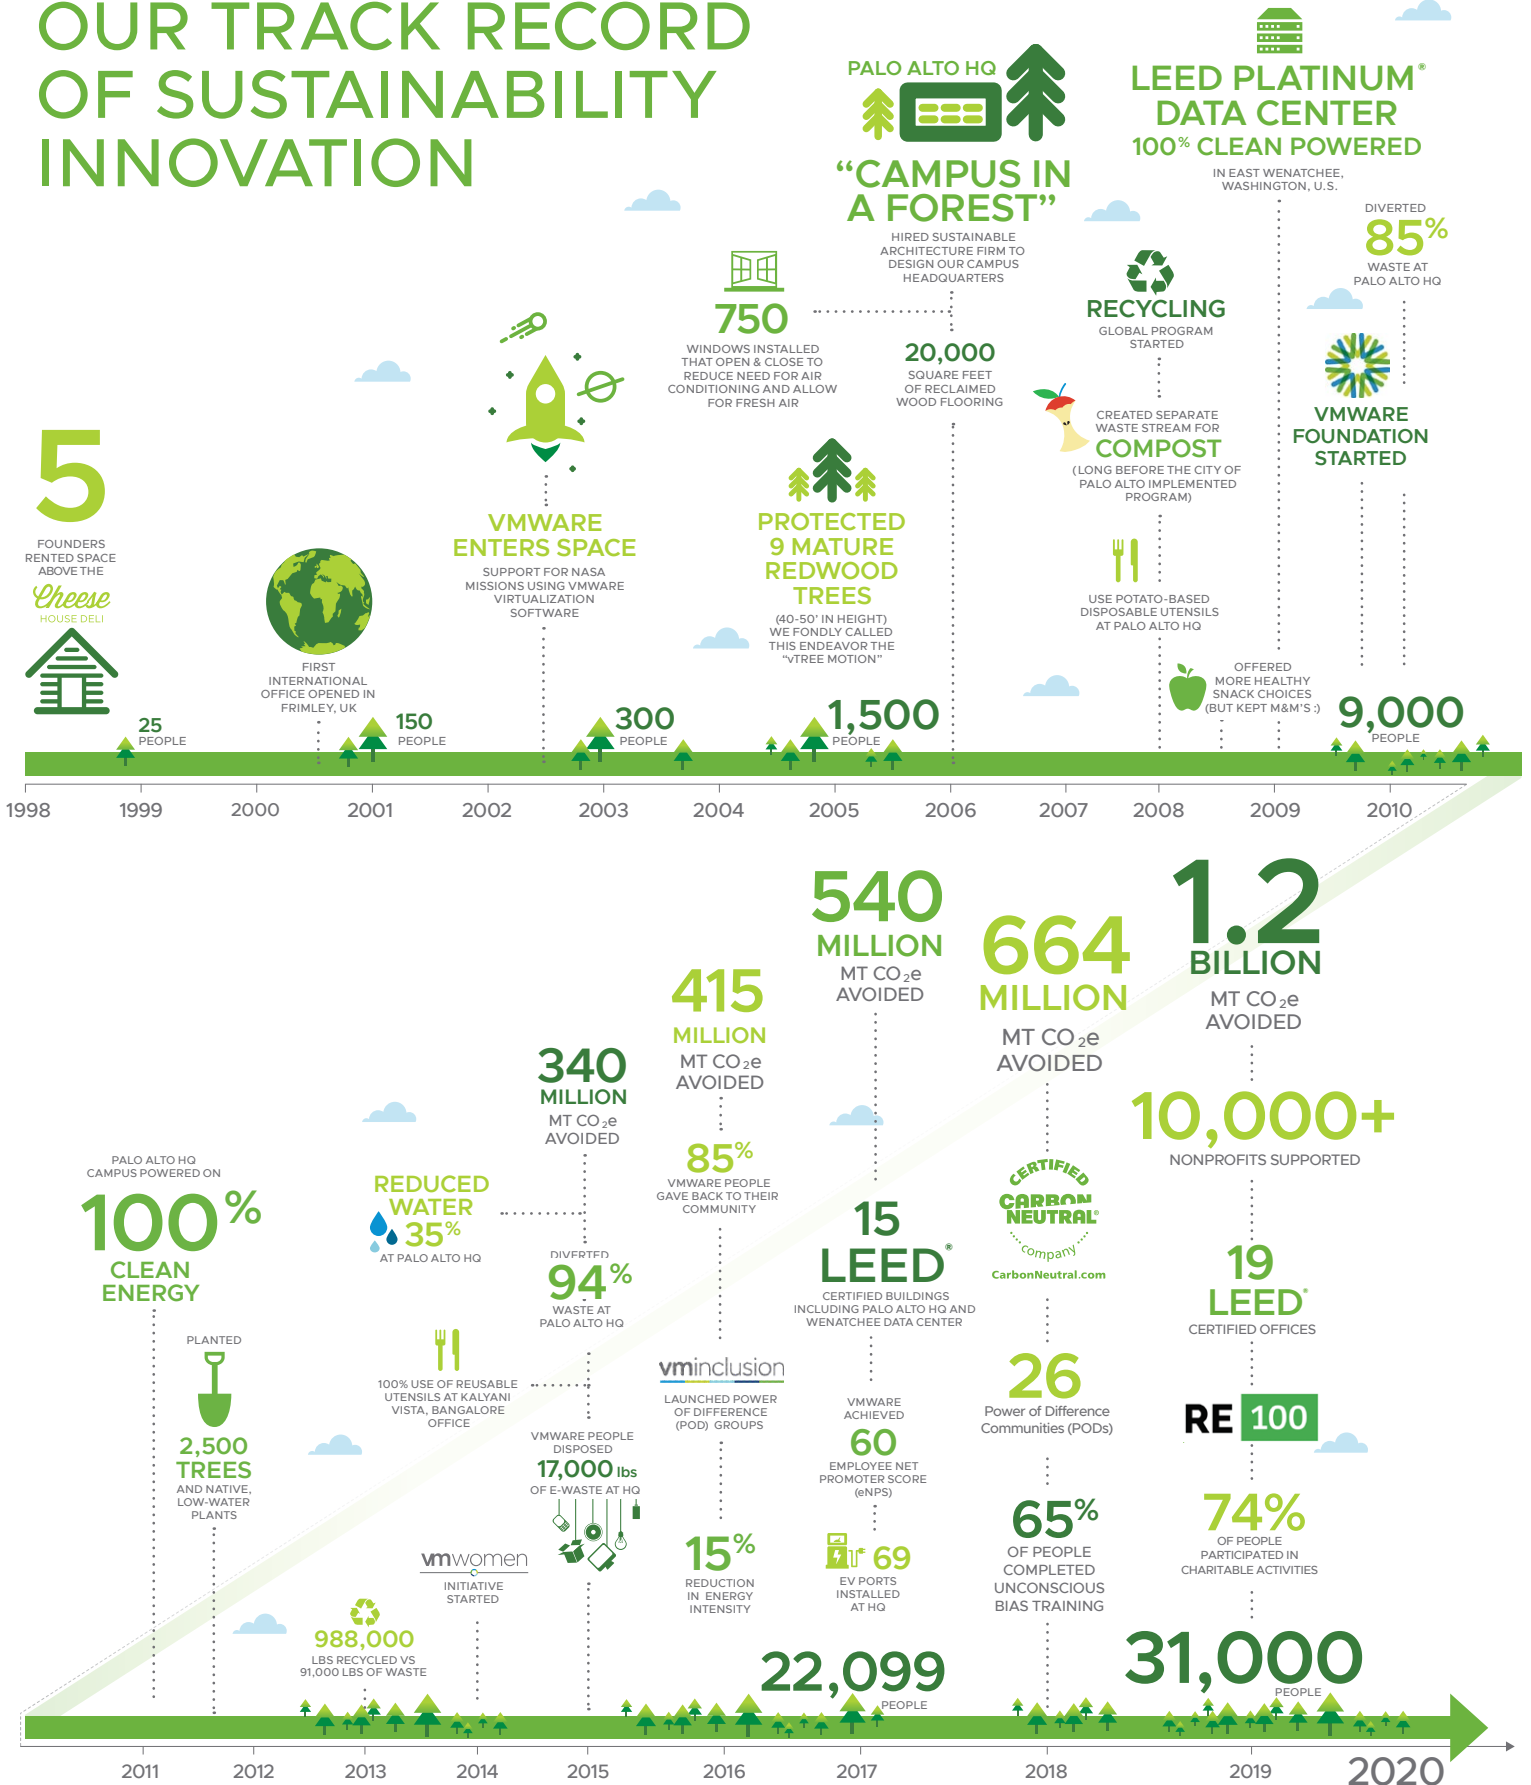 OUR TRACK RECORD
OF SUSTAINABILITY
INNOVATION
5
FOUNDERS
RENTED SPACE
ABOVE THE
Cheese
HOUSE DELI
25
PEOPLE
FIRST
INTERNATIONAL
OFFICE OPENED IN
FRIMLEY, UK
150
PEOPLE
VMWARE
ENTERS SPACE
SUPPORT FOR NASA
MISSIONS USING VMWARE
VIRTUALIZATION
SOFTWARE
300
PEOPLE
750
WINDOWS INSTALLED
THAT OPEN & CLOSE TO
REDUCE NEED FOR AIR
CONDITIONING AND ALLOW
FOR FRESH AIR
PROTECTED
9 MATURE
REDWOOD
TREES
(40-50' IN HEIGHT)
WE FONDLY CALLED
THIS ENDEAVOR THE
“vTREE MOTION”
1,500
PEOPLE
PALO ALTO HQ
“CAMPUS IN
A FOREST”
HIRED SUSTAINABLE
ARCHITECTURE FIRM TO
DESIGN OUR CAMPUS
HEADQUARTERS
20,000
SQUARE FEET
OF RECLAIMED
WOOD FLOORING
RECYCLING
GLOBAL PROGRAM
STARTED
CREATED SEPARATE
WASTE STREAM FOR
COMPOST
(LONG BEFORE THE CITY OF
PALO ALTO IMPLEMENTED
PROGRAM)
USE POTATO-BASED
DISPOSABLE UTENSILS
AT PALO ALTO HQ
OFFERED
MORE HEALTHY
SNACK CHOICES
(BUT KEPT M&M'S :)
LEED PLATINUM®
DATA CENTER
100% CLEAN POWERED
IN EAST WENATCHEE,
WASHINGTON, U.S.
DIVERTED
85%
WASTE AT
PALO ALTO HQ
VMWARE
FOUNDATION
STARTED
9,000
PEOPLE
1998 1999 2000 2001 2002 2003 2004 2005 2006 2007 2008 2009 2010
PALO ALTO HQ
CAMPUS POWERED ON
100%
CLEAN
ENERGY
PLANTED
2,500
TREES
AND NATIVE,
LOW-WATER
PLANTS
988,000
LBS RECYCLED VS
91,000 LBS OF WASTE
REDUCED
WATER
35%
AT PALO ALTO HQ
100% USE OF REUSABLE
UTENSILS AT KALYANI
VISTA, BANGALORE
OFFICE
vmwomen
INITIATIVE
STARTED
340
MILLION
MT CO₂e
AVOIDED
DIVERTED
94%
WASTE AT
PALO ALTO HQ
VMWARE PEOPLE
DISPOSED
17,000 lbs
OF E-WASTE AT HQ
415
MILLION
MT CO₂e
AVOIDED
85%
VMWARE PEOPLE
GAVE BACK TO THEIR
COMMUNITY
vminclusion
LAUNCHED POWER
OF DIFFERENCE
(POD) GROUPS
15%
REDUCTION
IN ENERGY
INTENSITY
540
MILLION
MT CO₂e
AVOIDED
15
LEED®
CERTIFIED BUILDINGS
INCLUDING PALO ALTO HQ AND
WENATCHEE DATA CENTER
VMWARE
ACHIEVED
60
EMPLOYEE NET
PROMOTER SCORE
(eNPS)
69
EV PORTS
INSTALLED
AT HQ
22,099
PEOPLE
664
MILLION
MT CO₂e
AVOIDED
CERTIFIED
CARBON
NEUTRAL®
company
CarbonNeutral.com
26
Power of Difference
Communities (PODs)
65%
OF PEOPLE
COMPLETED
UNCONSCIOUS
BIAS TRAINING
1.2
BILLION
MT CO₂e
AVOIDED
10,000+
NONPROFITS SUPPORTED
19
LEED®
CERTIFIED OFFICES
RE 100
74%
OF PEOPLE
PARTICIPATED IN
CHARITABLE ACTIVITIES
31,000
PEOPLE
2011 2012 2013 2014 2015 2016 2017 2018 2019 2020